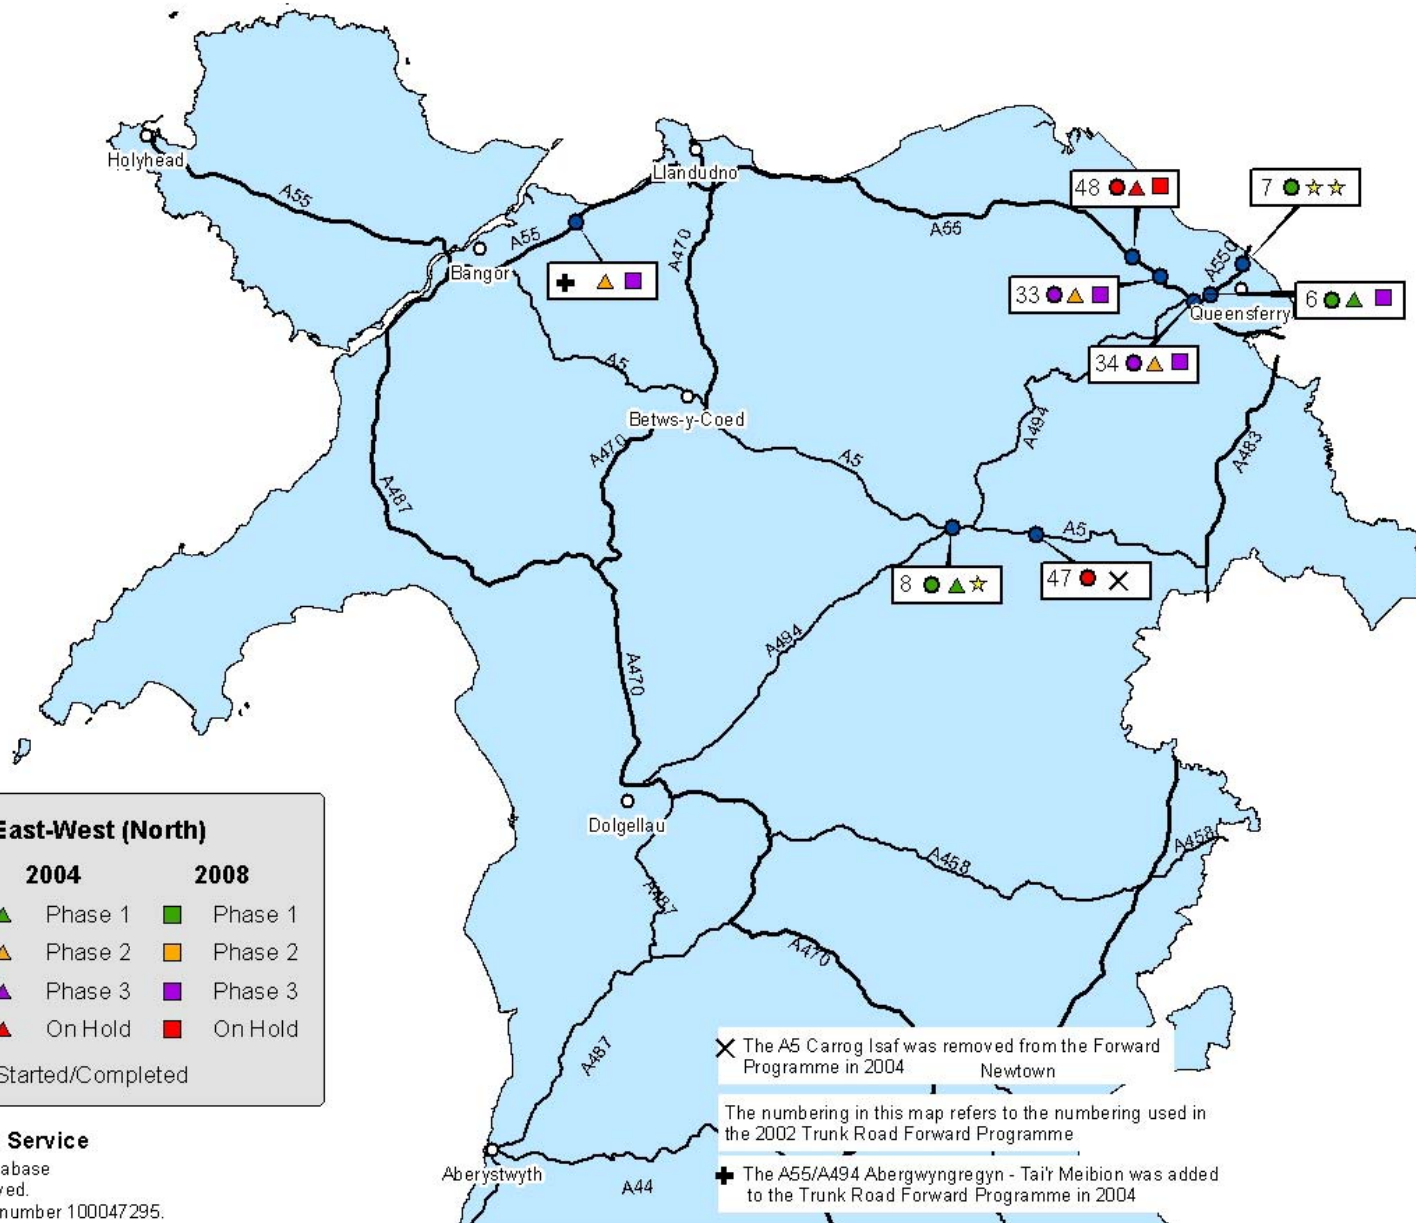 Holyhead
A55
Bangor
A55
Llandudno
A470
A55
48
7
A550
33
6
Queensferry
34
A5
Betws-y-Coed
A470
A487
A5
A494
A483
A5
8
47
A494
A470
Dolgellau
A458
A458
A487
A470
A487
East-West (North)
2004 2008
Phase 1 Phase 1
Phase 2 Phase 2
Phase 3 Phase 3
On Hold On Hold
Started/Completed
Service
abase
ved.
number 100047295.
Aberystwyth
A44
The A5 Carrog Isaf was removed from the Forward
Programme in 2004
Newtown
The numbering in this map refers to the numbering used in
the 2002 Trunk Road Forward Programme
The A55/A494 Abergwyngregyn - Tai'r Meibion was added
to the Trunk Road Forward Programme in 2004